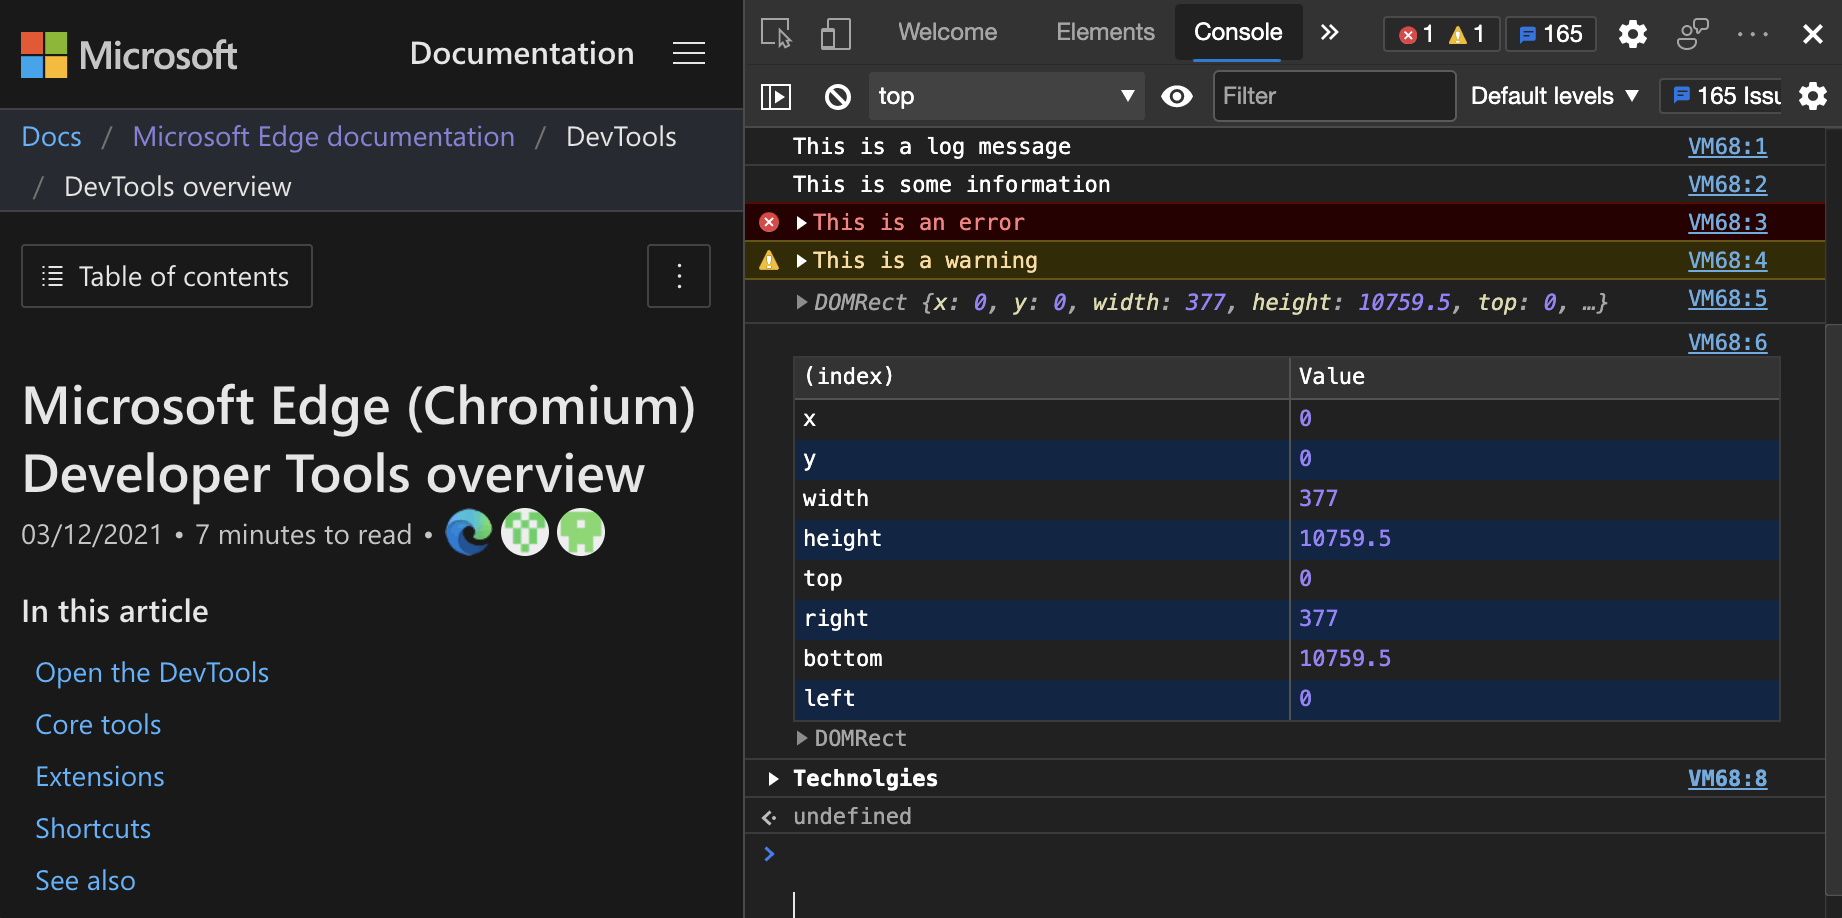 Microsoft
Documentation
Docs / Microsoft Edge documentation / DevTools
/ DevTools overview
Table of contents
Microsoft Edge (Chromium)
Developer Tools overview
03/12/2021 • 7 minutes to read •
In this article
Open the DevTools
Core tools
Extensions
Shortcuts
See also
Welcome Elements Console » 1 1 165
top Filter Default levels 165 Issu
This is a log message VM68:1
This is some information VM68:2
This is an error VM68:3
This is a warning VM68:4
DOMRect {x: 0, y: 0, width: 377, height: 10759.5, top: 0, …} VM68:5
VM68:6
(index) Value
x 0
y 0
width 377
height 10759.5
top 0
right 377
bottom 10759.5
left 0
DOMRect
Technolgies VM68:8
undefined